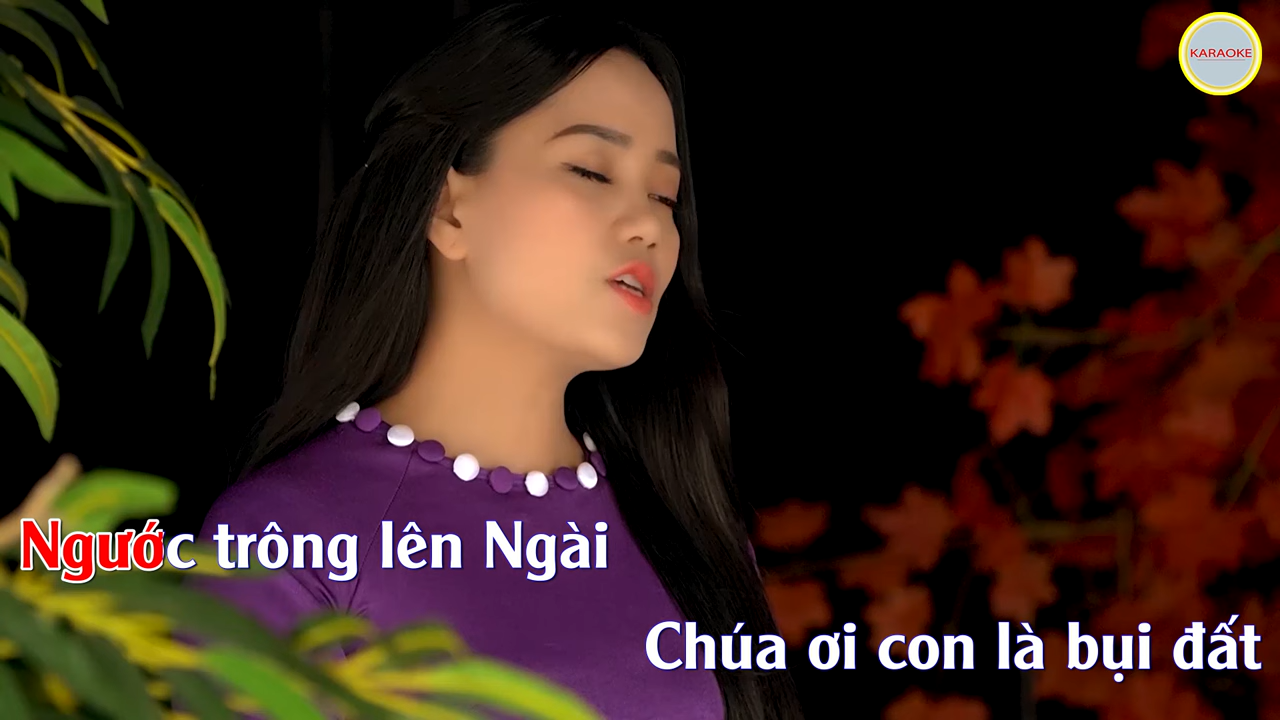 KARAOKE
Ngước trông lên Ngài
Chúa ơi con là bụi đất